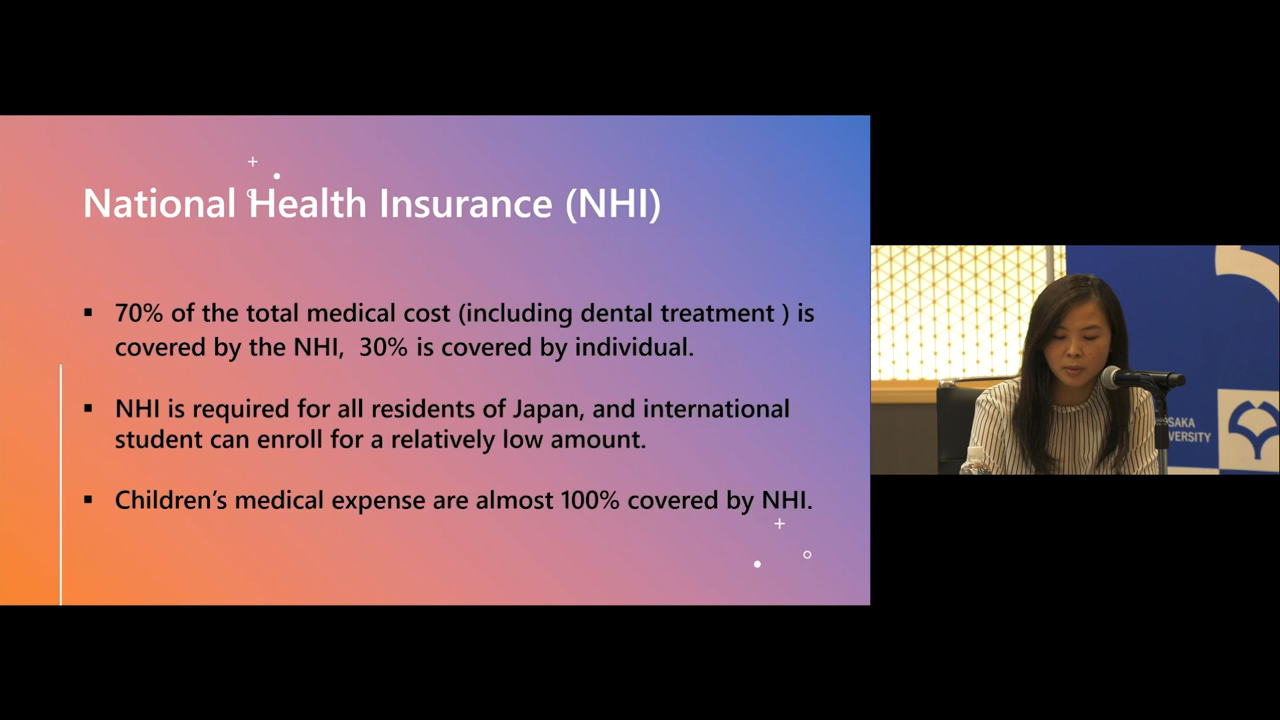 National Health Insurance (NHI)
▪ 70% of the total medical cost (including dental treatment ) is
covered by the NHI,  30% is covered by individual.
▪ NHI is required for all residents of Japan, and international
student can enroll for a relatively low amount.
▪ Children’s medical expense are almost 100% covered by NHI.